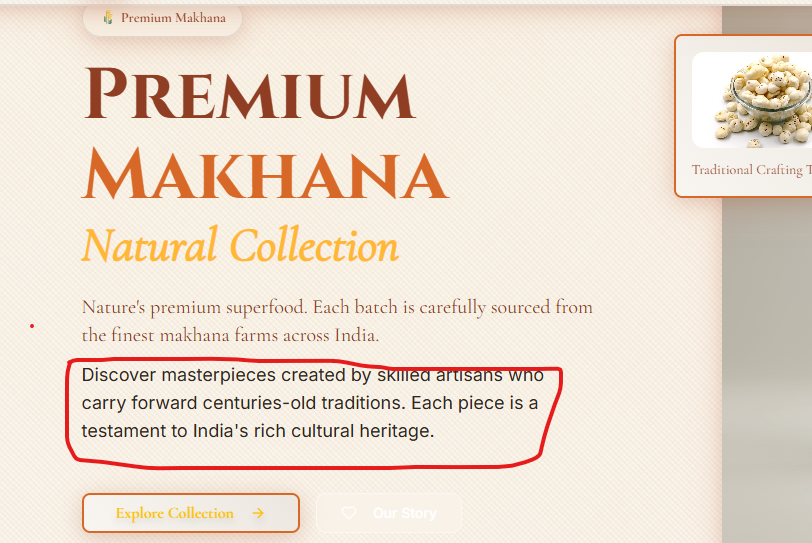 Premium Makhana
PREMIUM
MAKHANA
Natural Collection
Nature's premium superfood. Each batch is carefully sourced from
the finest makhana farms across India.
Discover masterpieces created by skilled artisans who
carry forward centuries-old traditions. Each piece is a
testament to India's rich cultural heritage.
Explore Collection →
Our Story
Traditional Crafting T